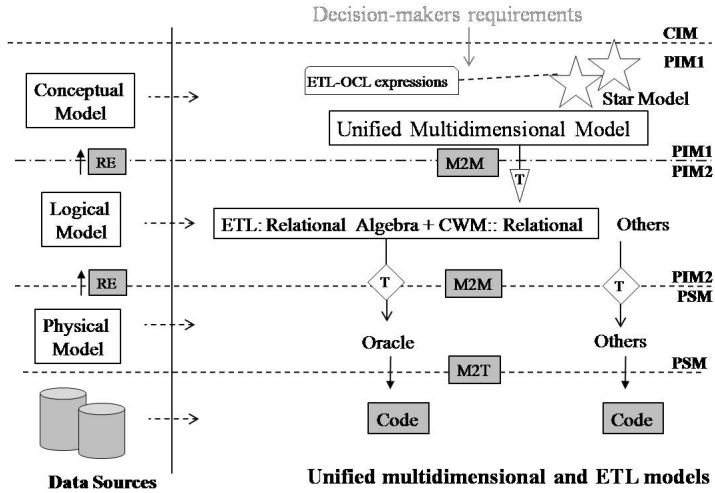 Decision-makers requirements
CIM
PIM1
ETL-OCL expressions
Star Model
Conceptual
Model
Unified Multidimensional Model
RE
M2M
PIM1
PIM2
T
Logical
Model
ETL: Relational Algebra + CWM:: Relational
Others
RE
T
M2M
T
PIM2
PSM
Physical
Model
Oracle
Others
M2T
PSM
Code
Code
Data Sources
Unified multidimensional and ETL models